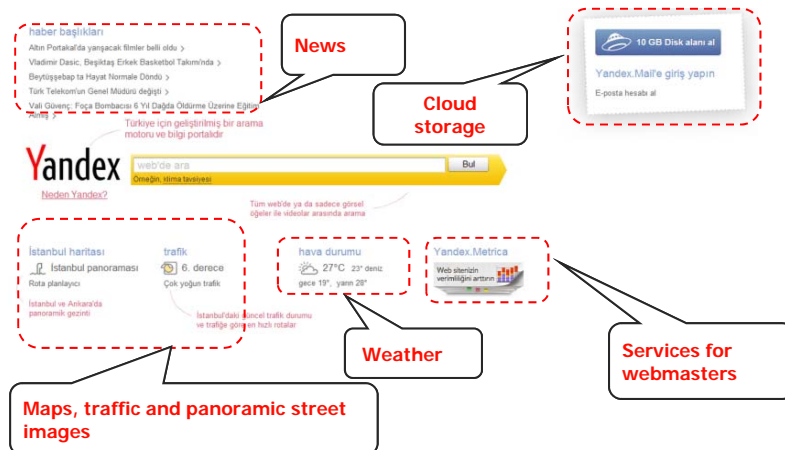 haber başlıkları
Altın Portakal'da yarışacak filmler belli oldu >
Vladimir Dasic, Beşiktaş Erkek Basketbol Takımı'nda >
Beytüşşebap ta Hayat Normale Döndü >
Türk Telekom'un Genel Müdürü değişti >
Vali Güvenç: Foça Bombacısı 6 Yıl Dağda Öldürme Üzerine Eğitim
Almış >
News
Cloud
storage
10 GB Disk alanı al
Yandex.Mail'e giriş yapın
E-posta hesabı al
Türkiye için geliştirilmiş bir arama
motoru ve bilgi portalıdır
Yandex
web'de ara
Bul
Örneğin, klima tavsiyesi
Neden Yandex?
Tüm web'de ya da sadece görsel
öğeler ile videolar arasında arama
İstanbul haritası
İstanbul panoraması
Rota planlayıcı
İstanbul ve Ankara'da
panoramik gezinti
trafik
6. derece
Çok yoğun trafik
İstanbul'daki güncel trafik durumu
ve trafiğe göre en hızlı rotalar
hava durumu
27°C 23° deniz
gece 19°, yarın 28°
Yandex.Metrica
Web sitenizin
verimliliğini arttırın
Weather
Services for
webmasters
Maps, traffic and panoramic street
images